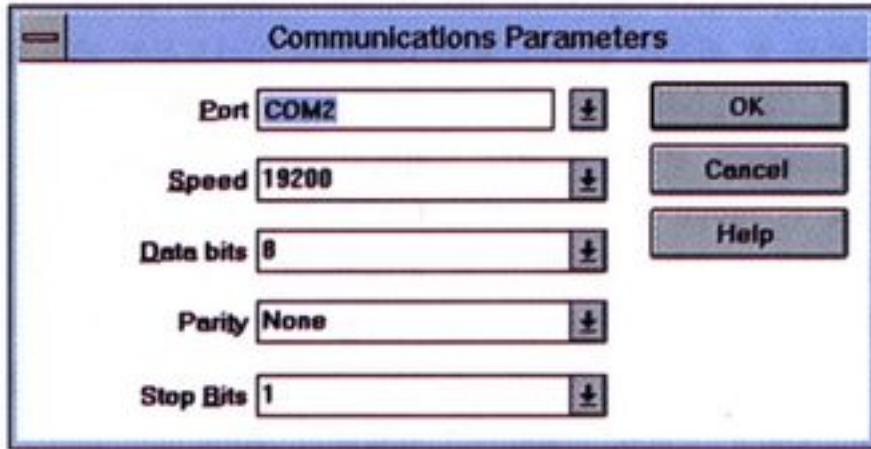 Communications Parameters
Port COM2 OK
Speed 19200 Cancel
Data bits 8 Help
Parity None
Stop Bits 1